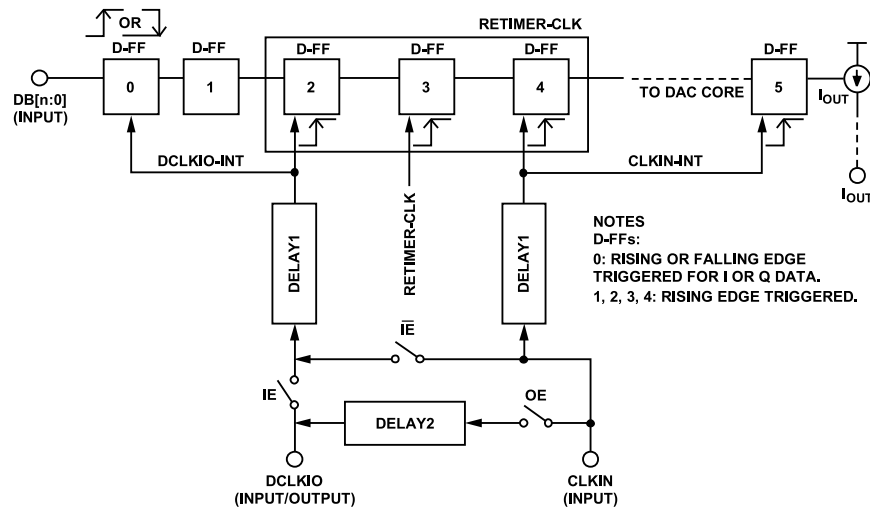 OR
RETIMER-CLK
D-FF
D-FF
D-FF
D-FF
D-FF
D-FF
0
1
2
3
4
5
DB[n:0]
(INPUT)
TO DAC CORE
IOUT
DCLKIO-INT
CLKIN-INT
IOUT
RETIMER-CLK
DELAY1
DELAY1
NOTES
D-FFs:
0: RISING OR FALLING EDGE
TRIGGERED FOR I OR Q DATA.
1, 2, 3, 4: RISING EDGE TRIGGERED.
IE
IE
OE
DELAY2
DCLKIO
(INPUT/OUTPUT)
CLKIN
(INPUT)